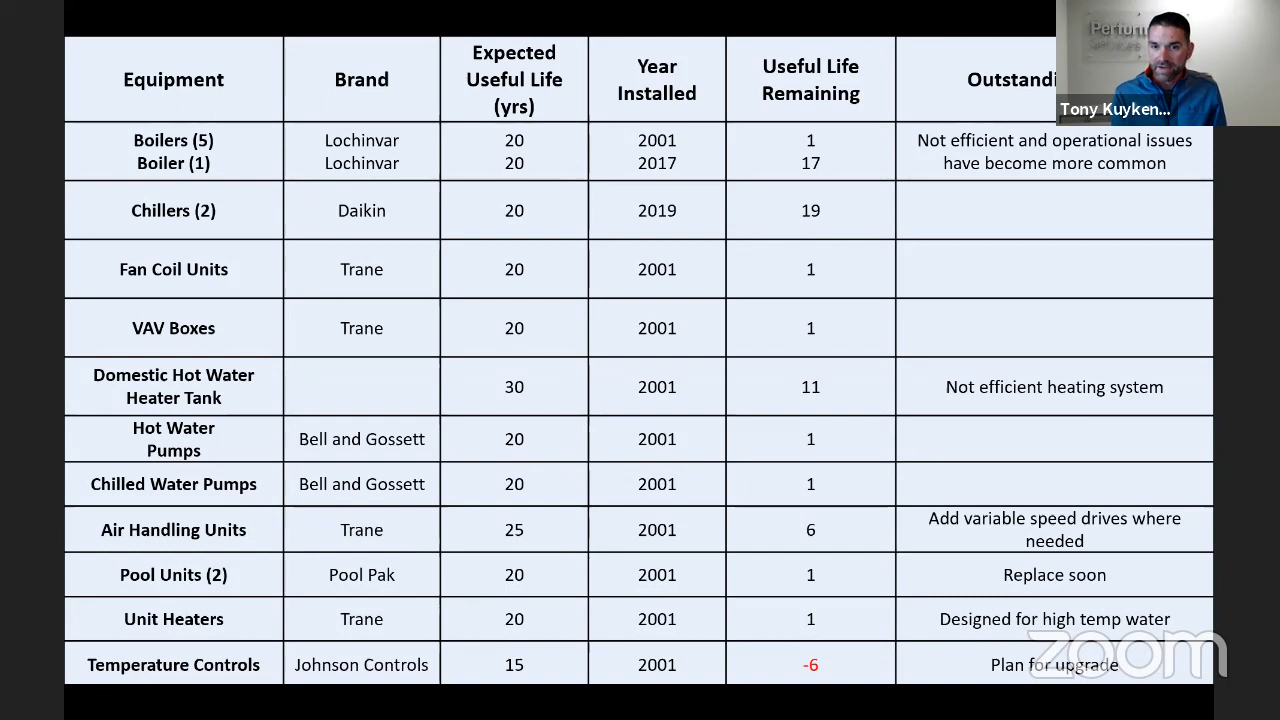 Equipment
Brand
Expected
Useful Life
(yrs)
Year
Installed
Useful Life
Remaining
Tony Kuyken...
Boilers (5)
Boiler (1)
Lochinvar
Lochinvar
20
20
2001
2017
1
17
Not efficient and operational issues
have become more common
Chillers (2)
Daikin
20
2019
19
Fan Coil Units
Trane
20
2001
1
VAV Boxes
Trane
20
2001
1
Domestic Hot Water
Heater Tank
30
2001
11
Not efficient heating system
Hot Water
Pumps
Bell and Gossett
20
2001
1
Chilled Water Pumps
Bell and Gossett
20
2001
1
Air Handling Units
Trane
25
2001
6
Add variable speed drives where
needed
Pool Units (2)
Pool Pak
20
2001
1
Replace soon
Unit Heaters
Trane
20
2001
1
Designed for high temp water
Temperature Controls
Johnson Controls
15
2001
-6
Plan for upgrade
zoom